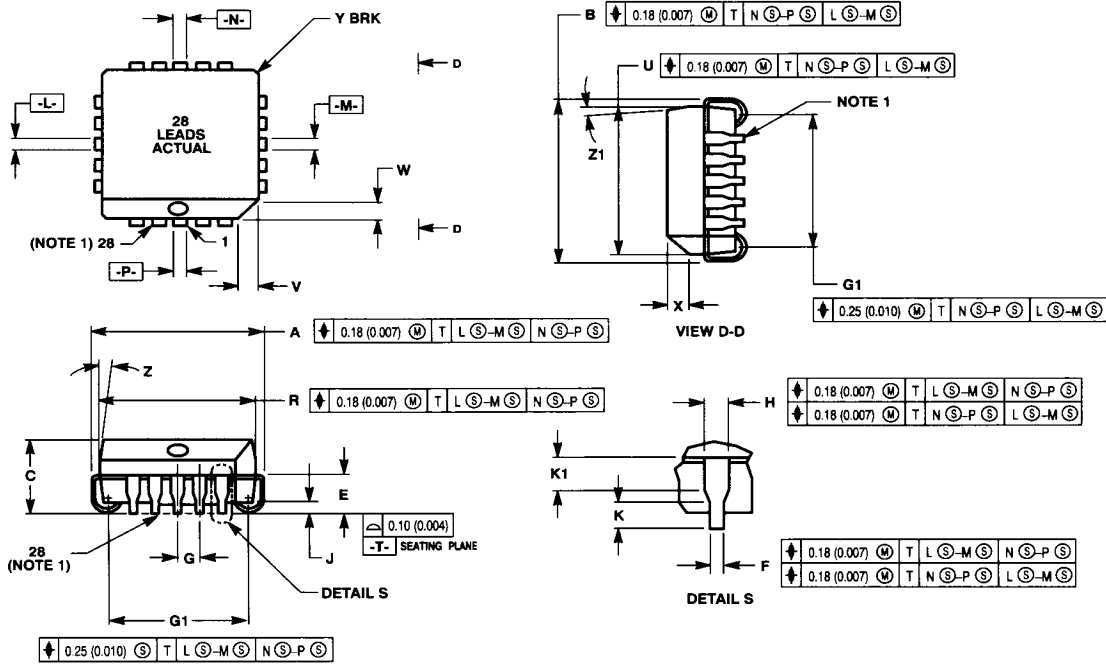 -N-
Y BRK
B ⌖ 0.18 (0.007) Ⓜ T N Ⓢ–P Ⓢ L Ⓢ–M Ⓢ
D
U ⌖ 0.18 (0.007) Ⓜ T N Ⓢ–P Ⓢ L Ⓢ–M Ⓢ
-L-
-M-
28
LEADS
ACTUAL
NOTE 1
Z1
W
D
(NOTE 1) 28
1
-P-
V
G1
X
⌖ 0.25 (0.010) Ⓜ T N Ⓢ–P Ⓢ L Ⓢ–M Ⓢ
VIEW D-D
A ⌖ 0.18 (0.007) Ⓜ T L Ⓢ–M Ⓢ N Ⓢ–P Ⓢ
Z
R ⌖ 0.18 (0.007) Ⓜ T L Ⓢ–M Ⓢ N Ⓢ–P Ⓢ
H
⌖ 0.18 (0.007) Ⓜ T L Ⓢ–M Ⓢ N Ⓢ–P Ⓢ
⌖ 0.18 (0.007) Ⓜ T N Ⓢ–P Ⓢ L Ⓢ–M Ⓢ
C
E
K1
K
⌓ 0.10 (0.004)
-T- SEATING PLANE
28
(NOTE 1)
G
J
DETAIL S
G1
F
⌖ 0.18 (0.007) Ⓜ T L Ⓢ–M Ⓢ N Ⓢ–P Ⓢ
⌖ 0.18 (0.007) Ⓜ T N Ⓢ–P Ⓢ L Ⓢ–M Ⓢ
DETAIL S
⌖ 0.25 (0.010) Ⓢ T L Ⓢ–M Ⓢ N Ⓢ–P Ⓢ